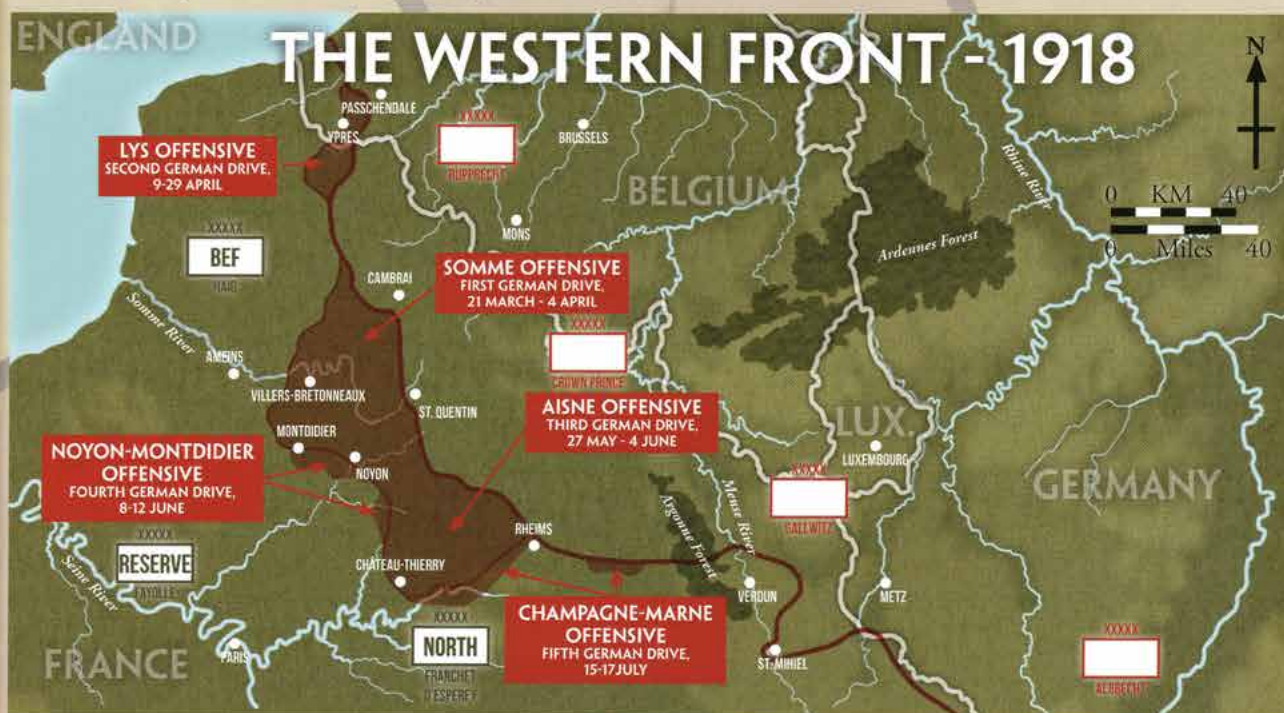 THE WESTERN FRONT - 1918
ENGLAND
N
PASSCHENDALE
YPRES
XXXXX
RUPPRECHT
BRUSSELS
BELGIUM
Rhine River
0 KM 40
0 Miles 40
LYS OFFENSIVE
SECOND GERMAN DRIVE,
9-29 APRIL
MONS
Ardennes Forest
XXXXX
BEF
HAIG
CAMBRAI
SOMME OFFENSIVE
FIRST GERMAN DRIVE,
21 MARCH - 4 APRIL
Somme River
AMEINS
VILLERS-BRETONNEAUX
ST. QUENTIN
XXXXX
CROWN PRINCE
AISNE OFFENSIVE
THIRD GERMAN DRIVE,
27 MAY - 4 JUNE
LUX.
LUXEMBOURG
MONTDIDIER
NOYON
NOYON-MONTDIDIER
OFFENSIVE
FOURTH GERMAN DRIVE,
8-12 JUNE
XXXXX
GALLWITZ
GERMANY
Argonne Forest
Meuse River
RHEIMS
XXXXX
RESERVE
FAYOLLE
Seine River
CHATEAU-THIERRY
VERDUN
METZ
CHAMPAGNE-MARNE
OFFENSIVE
FIFTH GERMAN DRIVE,
15-17JULY
XXXXX
NORTH
FRANCHET
D'ESPEREY
PARIS
FRANCE
ST-MIHIEL
XXXXX
ALBRECHT